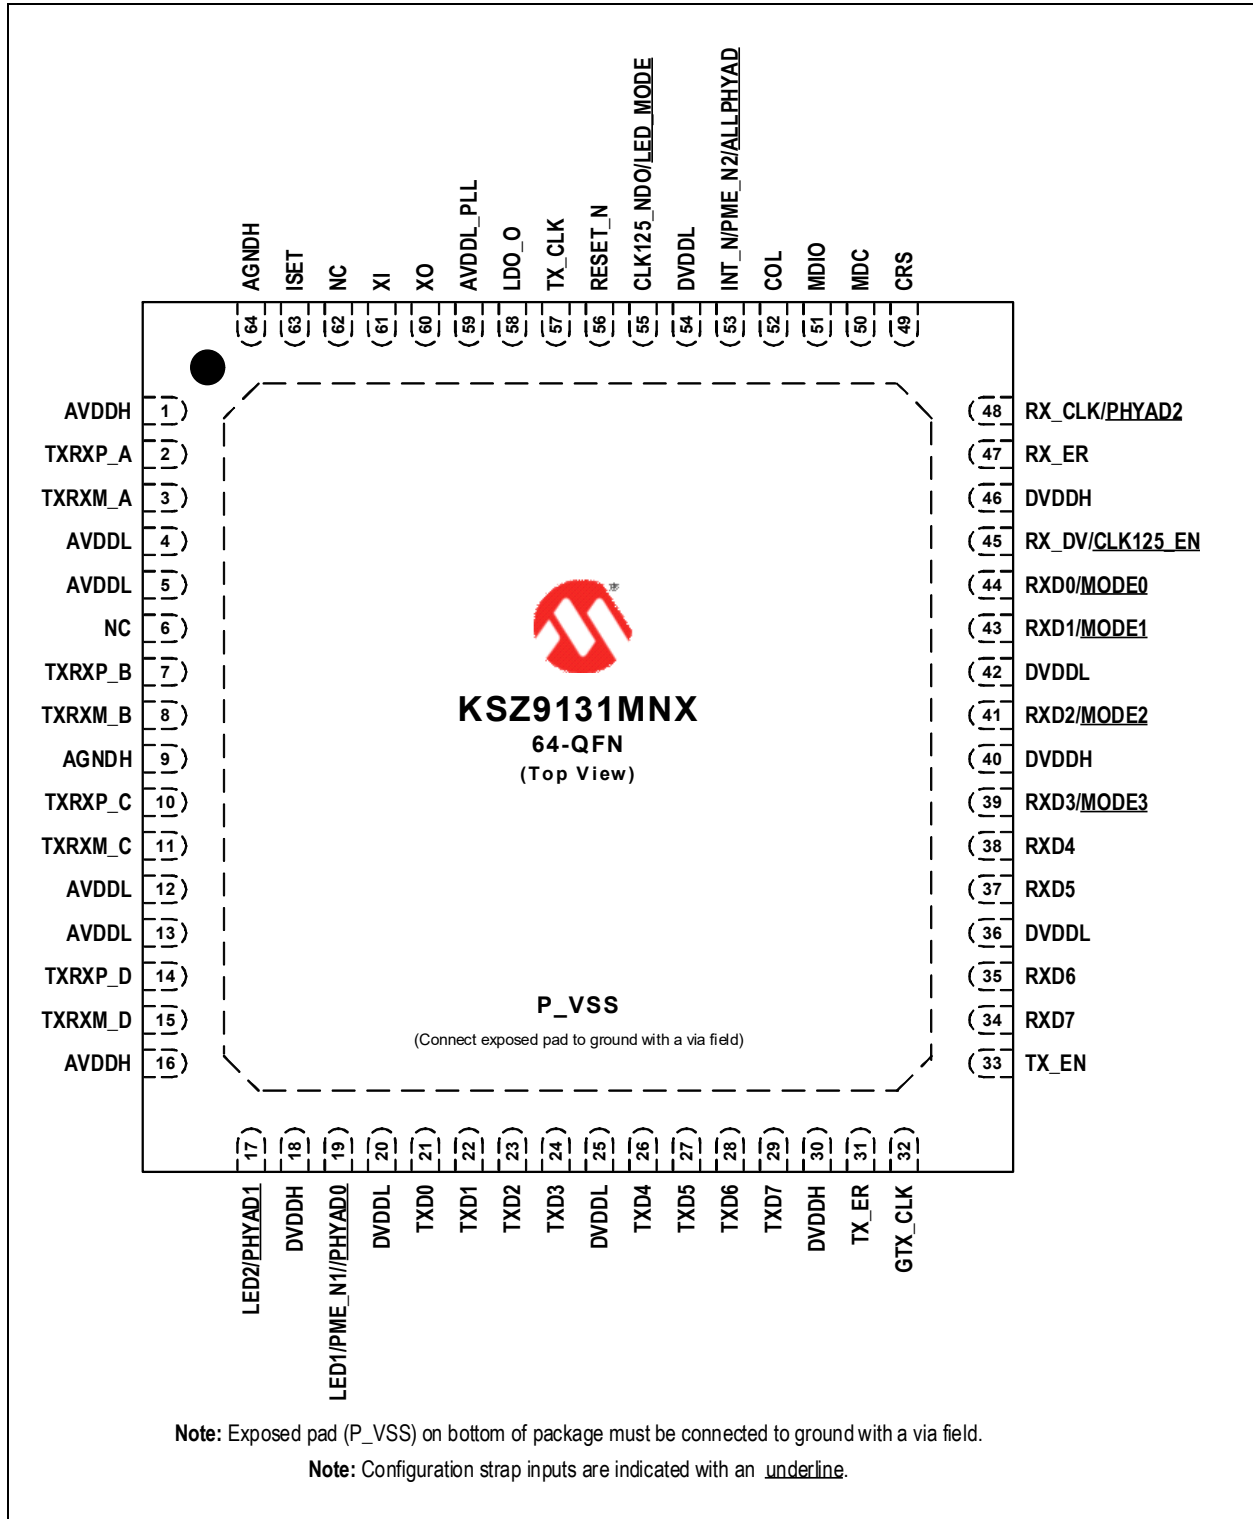 AGNDH
ISET
NC
XI
XO
AVDDL_PLL
LDO_O
TX_CLK
RESET_N
CLK125_NDO/LED_MODE
DVDDL
INT_N/PME_N2/ALLPHYAD
COL
MDIO
MDC
CRS
64
63
62
61
60
59
58
57
56
55
54
53
52
51
50
49
AVDDH 1
TXRXP_A 2
TXRXM_A 3
AVDDL 4
AVDDL 5
NC 6
TXRXP_B 7
TXRXM_B 8
AGNDH 9
TXRXP_C 10
TXRXM_C 11
AVDDL 12
AVDDL 13
TXRXP_D 14
TXRXM_D 15
AVDDH 16
®
KSZ9131MNX
64-QFN
(Top View)
P_VSS
(Connect exposed pad to ground with a via field)
48 RX_CLK/PHYAD2
47 RX_ER
46 DVDDH
45 RX_DV/CLK125_EN
44 RXD0/MODE0
43 RXD1/MODE1
42 DVDDL
41 RXD2/MODE2
40 DVDDH
39 RXD3/MODE3
38 RXD4
37 RXD5
36 DVDDL
35 RXD6
34 RXD7
33 TX_EN
17
18
19
20
21
22
23
24
25
26
27
28
29
30
31
32
LED2/PHYAD1
DVDDH
LED1/PME_N1//PHYAD0
DVDDL
TXD0
TXD1
TXD2
TXD3
DVDDL
TXD4
TXD5
TXD6
TXD7
DVDDH
TX_ER
GTX_CLK
Note: Exposed pad (P_VSS) on bottom of package must be connected to ground with a via field.
Note: Configuration strap inputs are indicated with an underline.